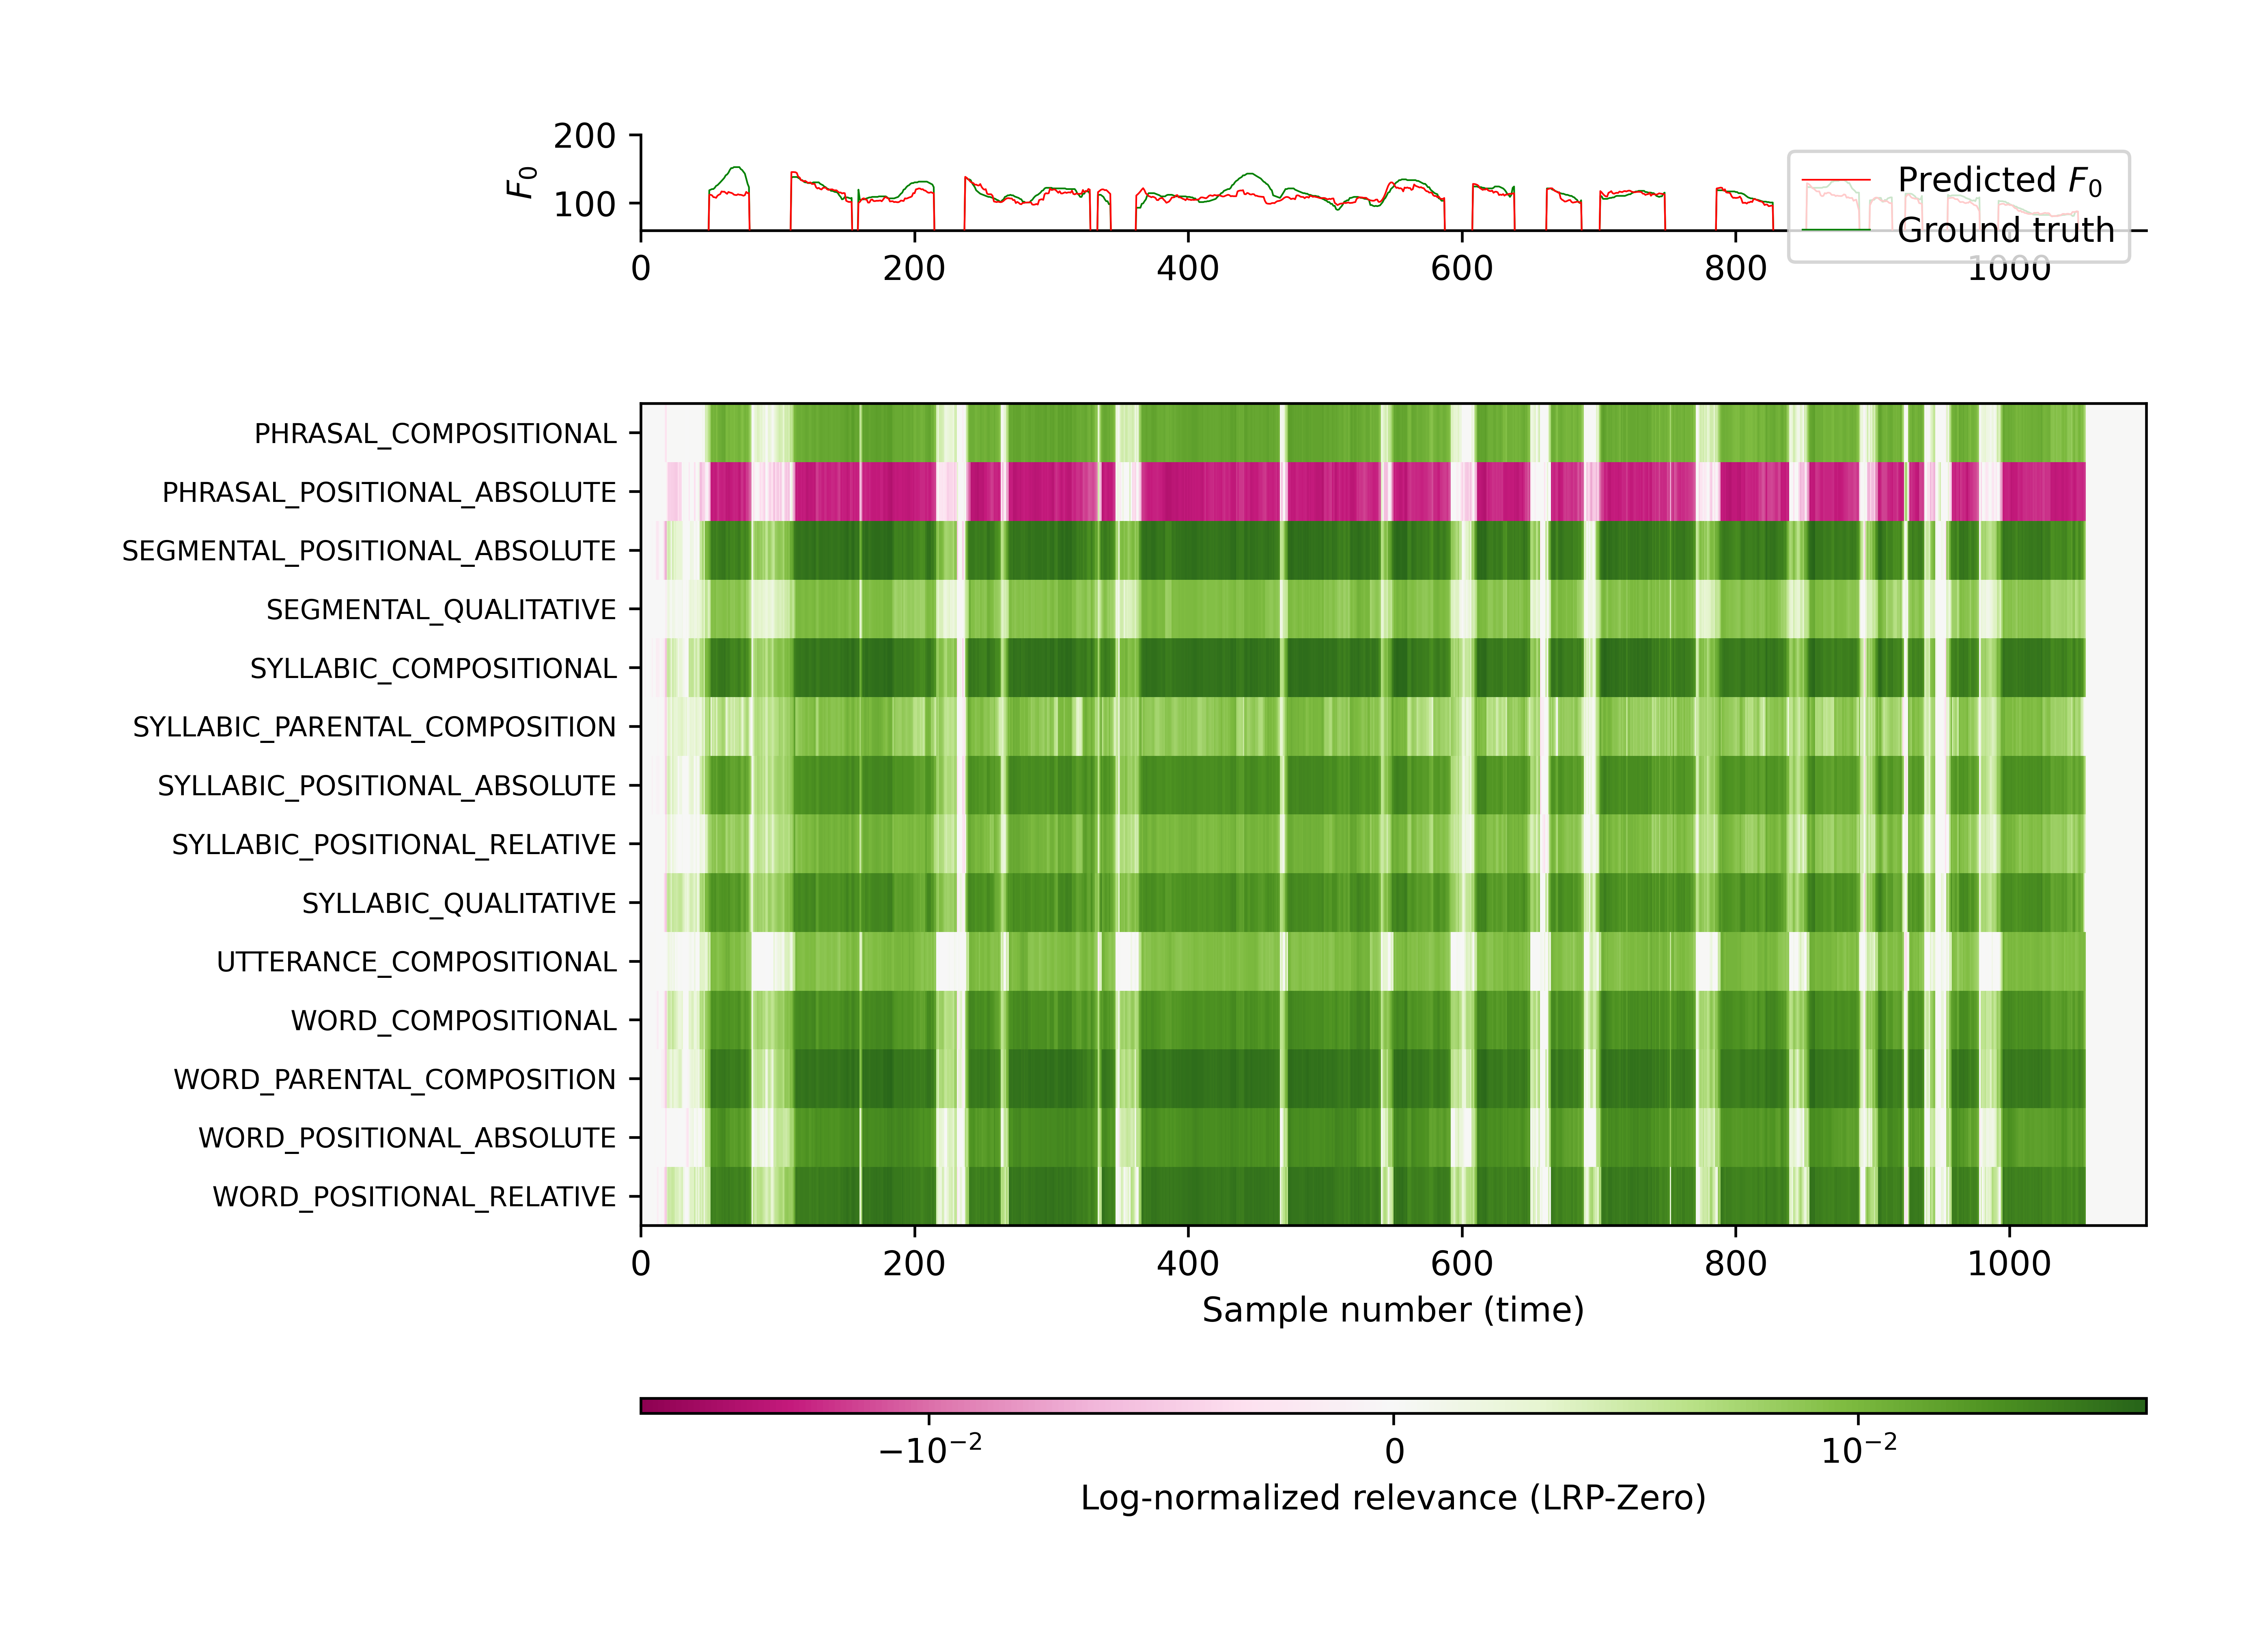 200
F₀
100
Predicted F₀
Ground truth
0 200 400 600 800 1000
PHRASAL_COMPOSITIONAL
PHRASAL_POSITIONAL_ABSOLUTE
SEGMENTAL_POSITIONAL_ABSOLUTE
SEGMENTAL_QUALITATIVE
SYLLABIC_COMPOSITIONAL
SYLLABIC_PARENTAL_COMPOSITION
SYLLABIC_POSITIONAL_ABSOLUTE
SYLLABIC_POSITIONAL_RELATIVE
SYLLABIC_QUALITATIVE
UTTERANCE_COMPOSITIONAL
WORD_COMPOSITIONAL
WORD_PARENTAL_COMPOSITION
WORD_POSITIONAL_ABSOLUTE
WORD_POSITIONAL_RELATIVE
0 200 400 600 800 1000
Sample number (time)
−10⁻² 0 10⁻²
Log-normalized relevance (LRP-Zero)